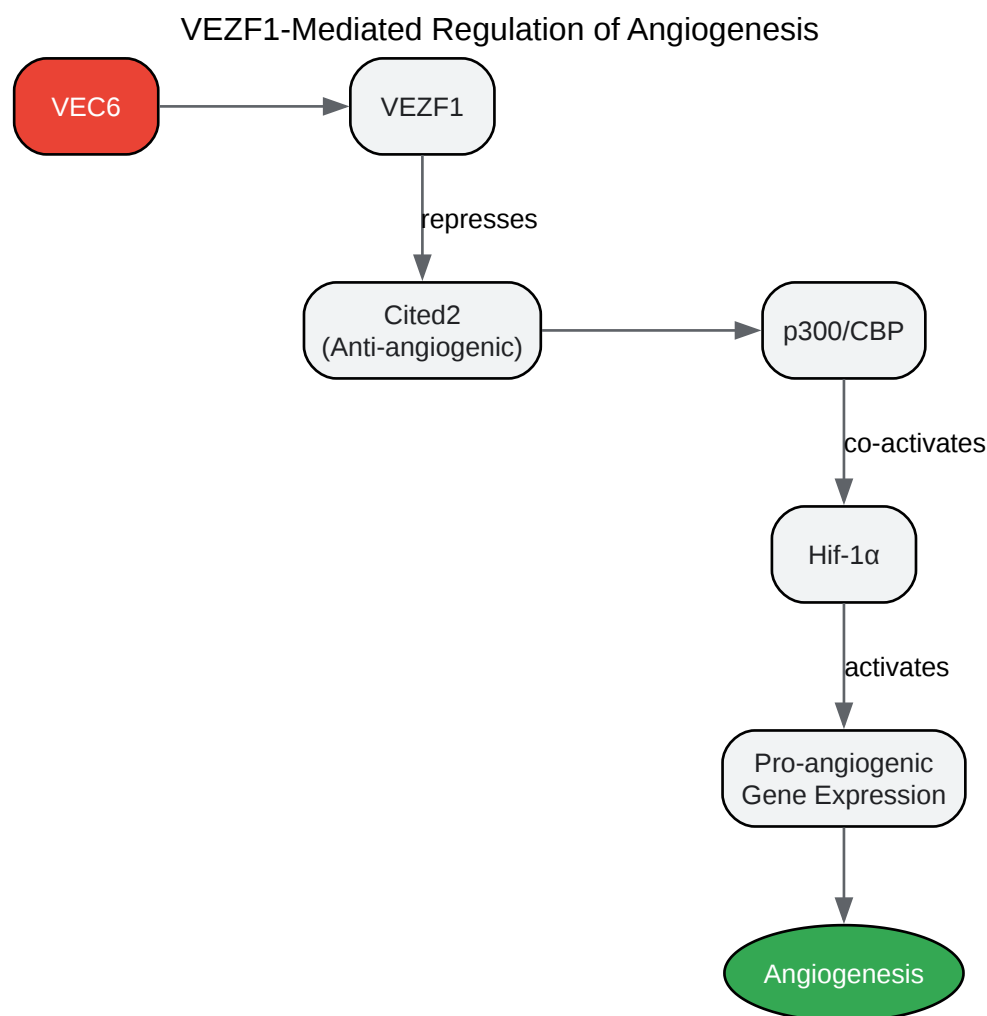 VEZF1-Mediated Regulation of Angiogenesis
VEC6
VEZF1
represses
Cited2
(Anti-angiogenic)
p300/CBP
co-activates
Hif-1α
activates
Pro-angiogenic
Gene Expression
Angiogenesis